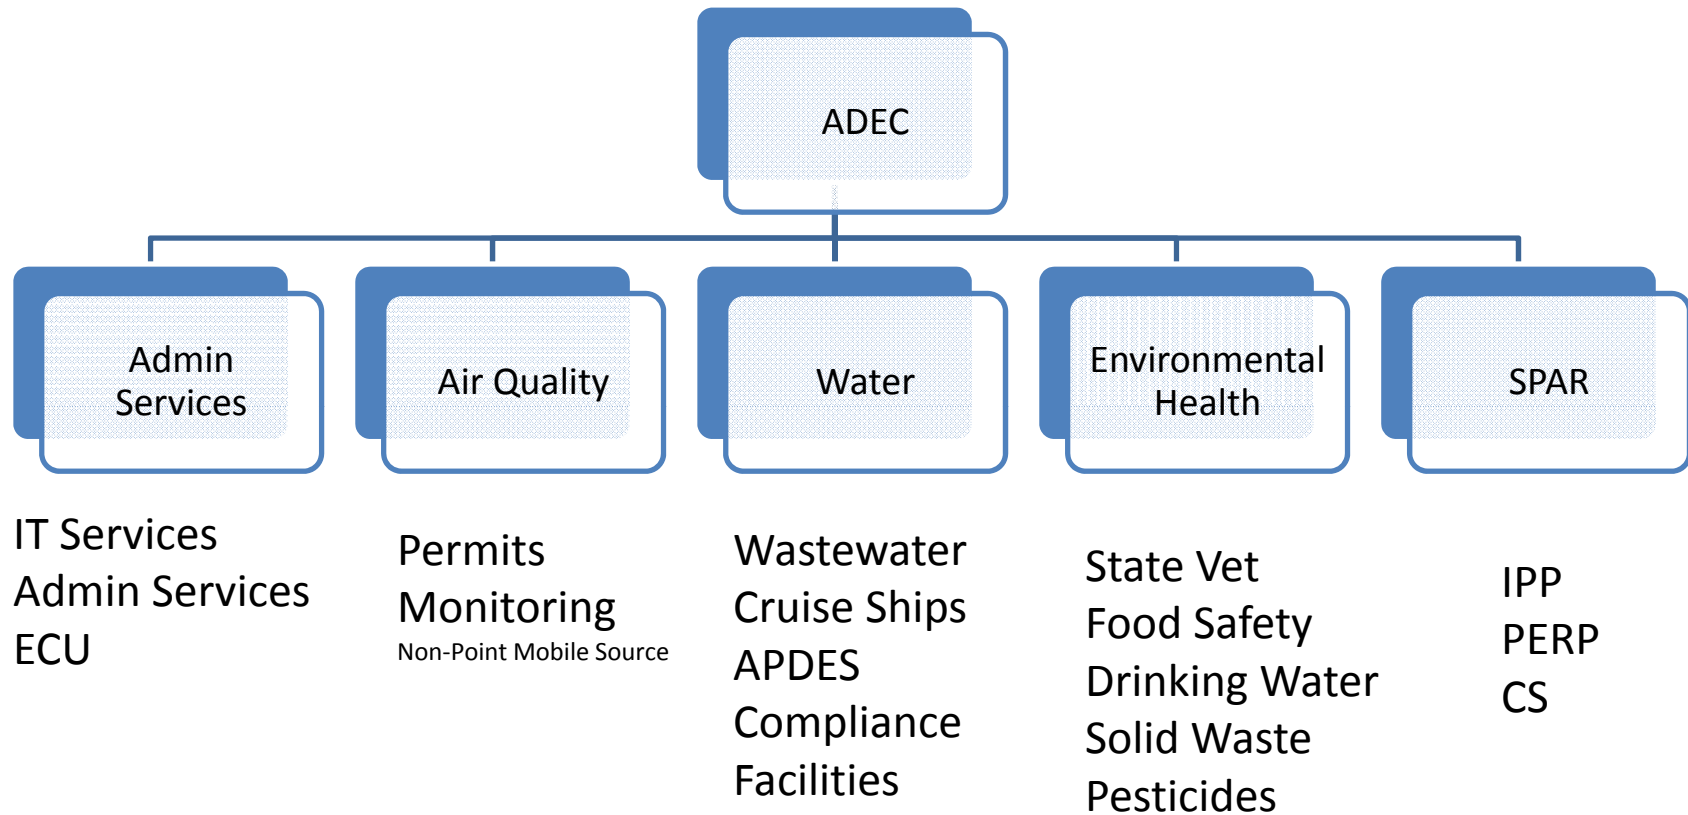 ADEC
Admin
Services
Air Quality
Water
Environmental
Health
SPAR
IT Services
Admin Services
ECU
Permits
Monitoring
Non-Point Mobile Source
Wastewater
Cruise Ships
APDES
Compliance
Facilities
State Vet
Food Safety
Drinking Water
Solid Waste
Pesticides
IPP
PERP
CS